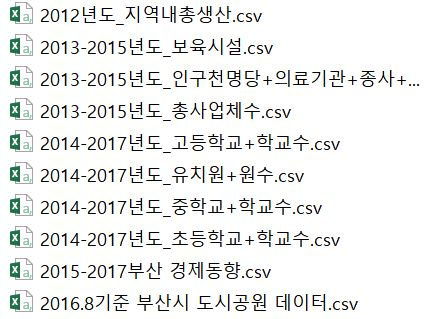 2012년도_지역내총생산.csv
2013-2015년도_보육시설.csv
2013-2015년도_인구천명당+의료기관+종사+...
2013-2015년도_총사업체수.csv
2014-2017년도_고등학교+학교수.csv
2014-2017년도_유치원+원수.csv
2014-2017년도_중학교+학교수.csv
2014-2017년도_초등학교+학교수.csv
2015-2017부산 경제동향.csv
2016.8기준 부산시 도시공원 데이터.csv